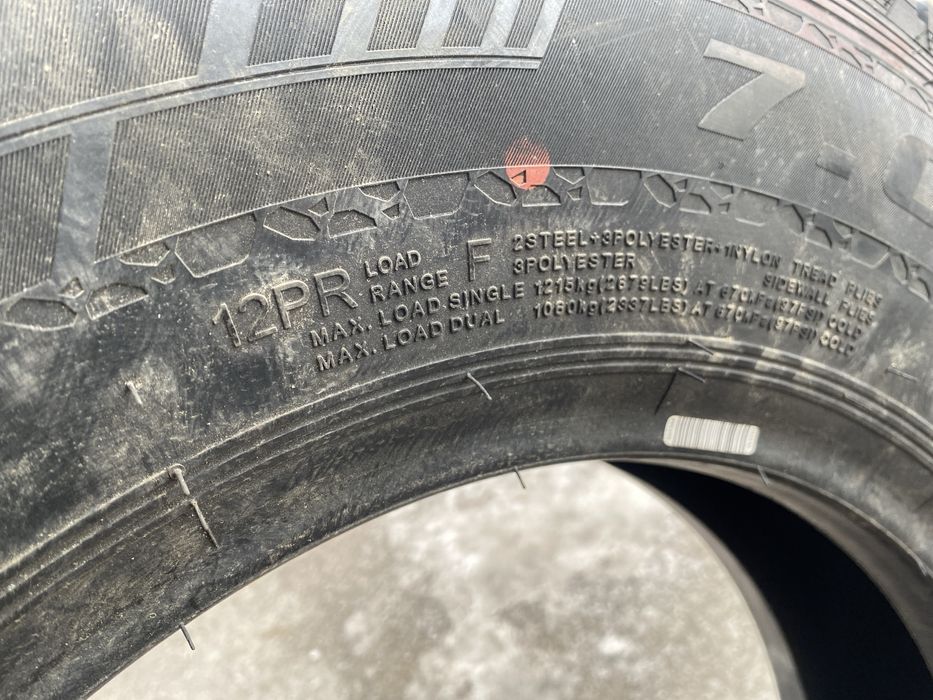 7-
12PR LOAD RANGE F 2STEEL+3POLYESTER+1NYLON TREAD PLIES
3POLYESTER SIDEWALL PLIES
MAX. LOAD SINGLE 1215kg(2679LBS) AT 670kPa(97PSI) COLD
MAX. LOAD DUAL 1060kg(2337LBS) AT 670kPa(97PSI) COLD